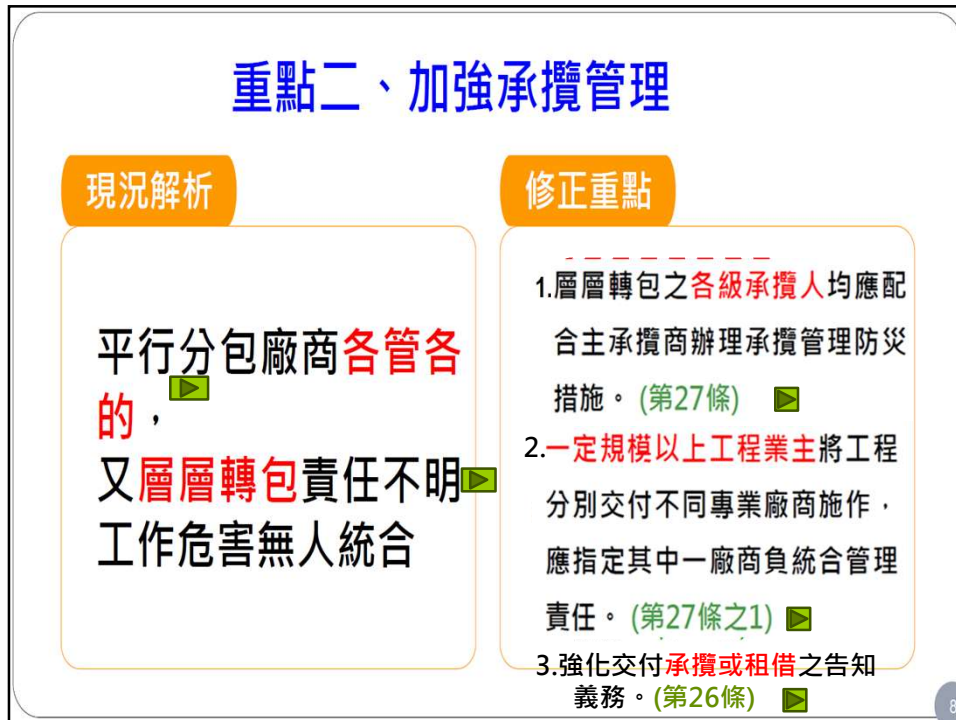 重點二、加強承攬管理
現況解析
平行分包廠商各管各
的，
又層層轉包責任不明
工作危害無人統合
修正重點
1.層層轉包之各級承攬人均應配
合主承攬商辦理承攬管理防災
措施。(第27條)
2.一定規模以上工程業主將工程
分別交付不同專業廠商施作，
應指定其中一廠商負統合管理
責任。(第27條之1)
3.強化交付承攬或租借之告知
義務。(第26條)
8